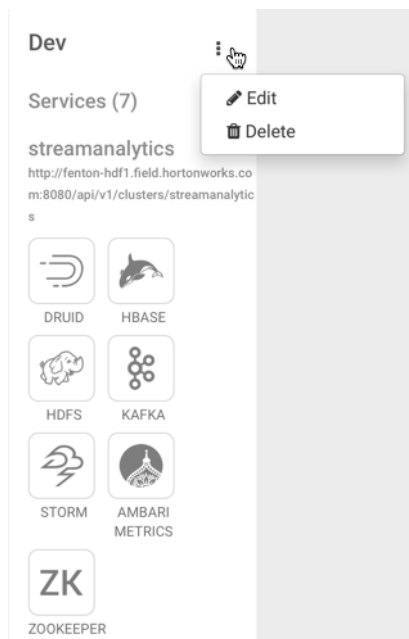 Dev
Edit
Services (7)
Delete
streamanalytics
http://fenton-hdf1.field.hortonworks.co
m:8080/api/v1/clusters/streamanalytic
s
DRUID HBASE
HDFS KAFKA
STORM AMBARI
METRICS
ZK
ZOOKEEPER